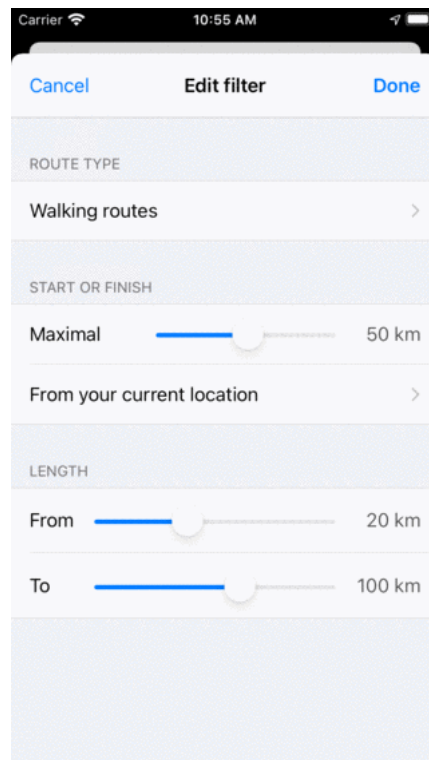 Carrier 10:55 AM
Cancel Edit filter Done
ROUTE TYPE
Walking routes
START OR FINISH
Maximal 50 km
From your current location
LENGTH
From 20 km
To 100 km